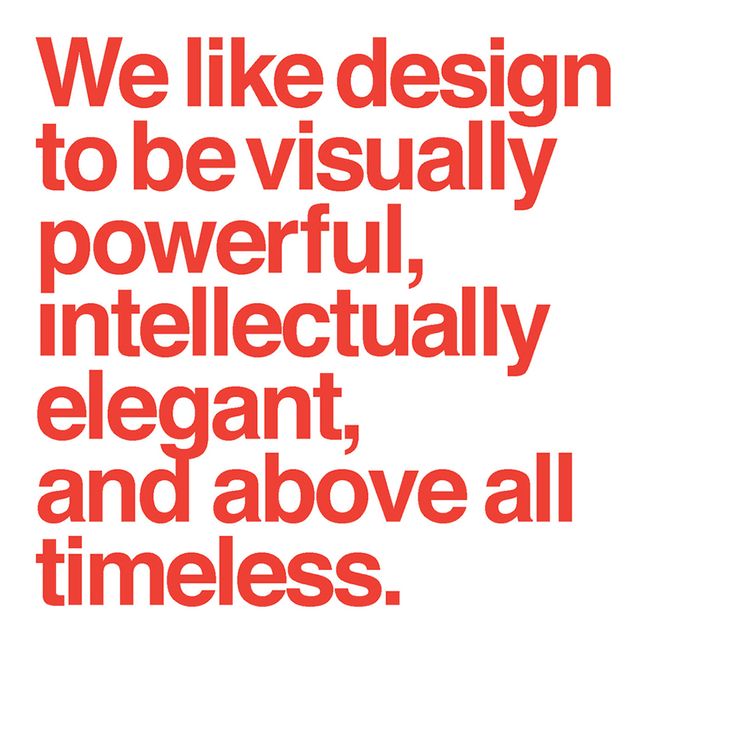 We like design
to be visually
powerful,
intellectually
elegant,
and above all
timeless.